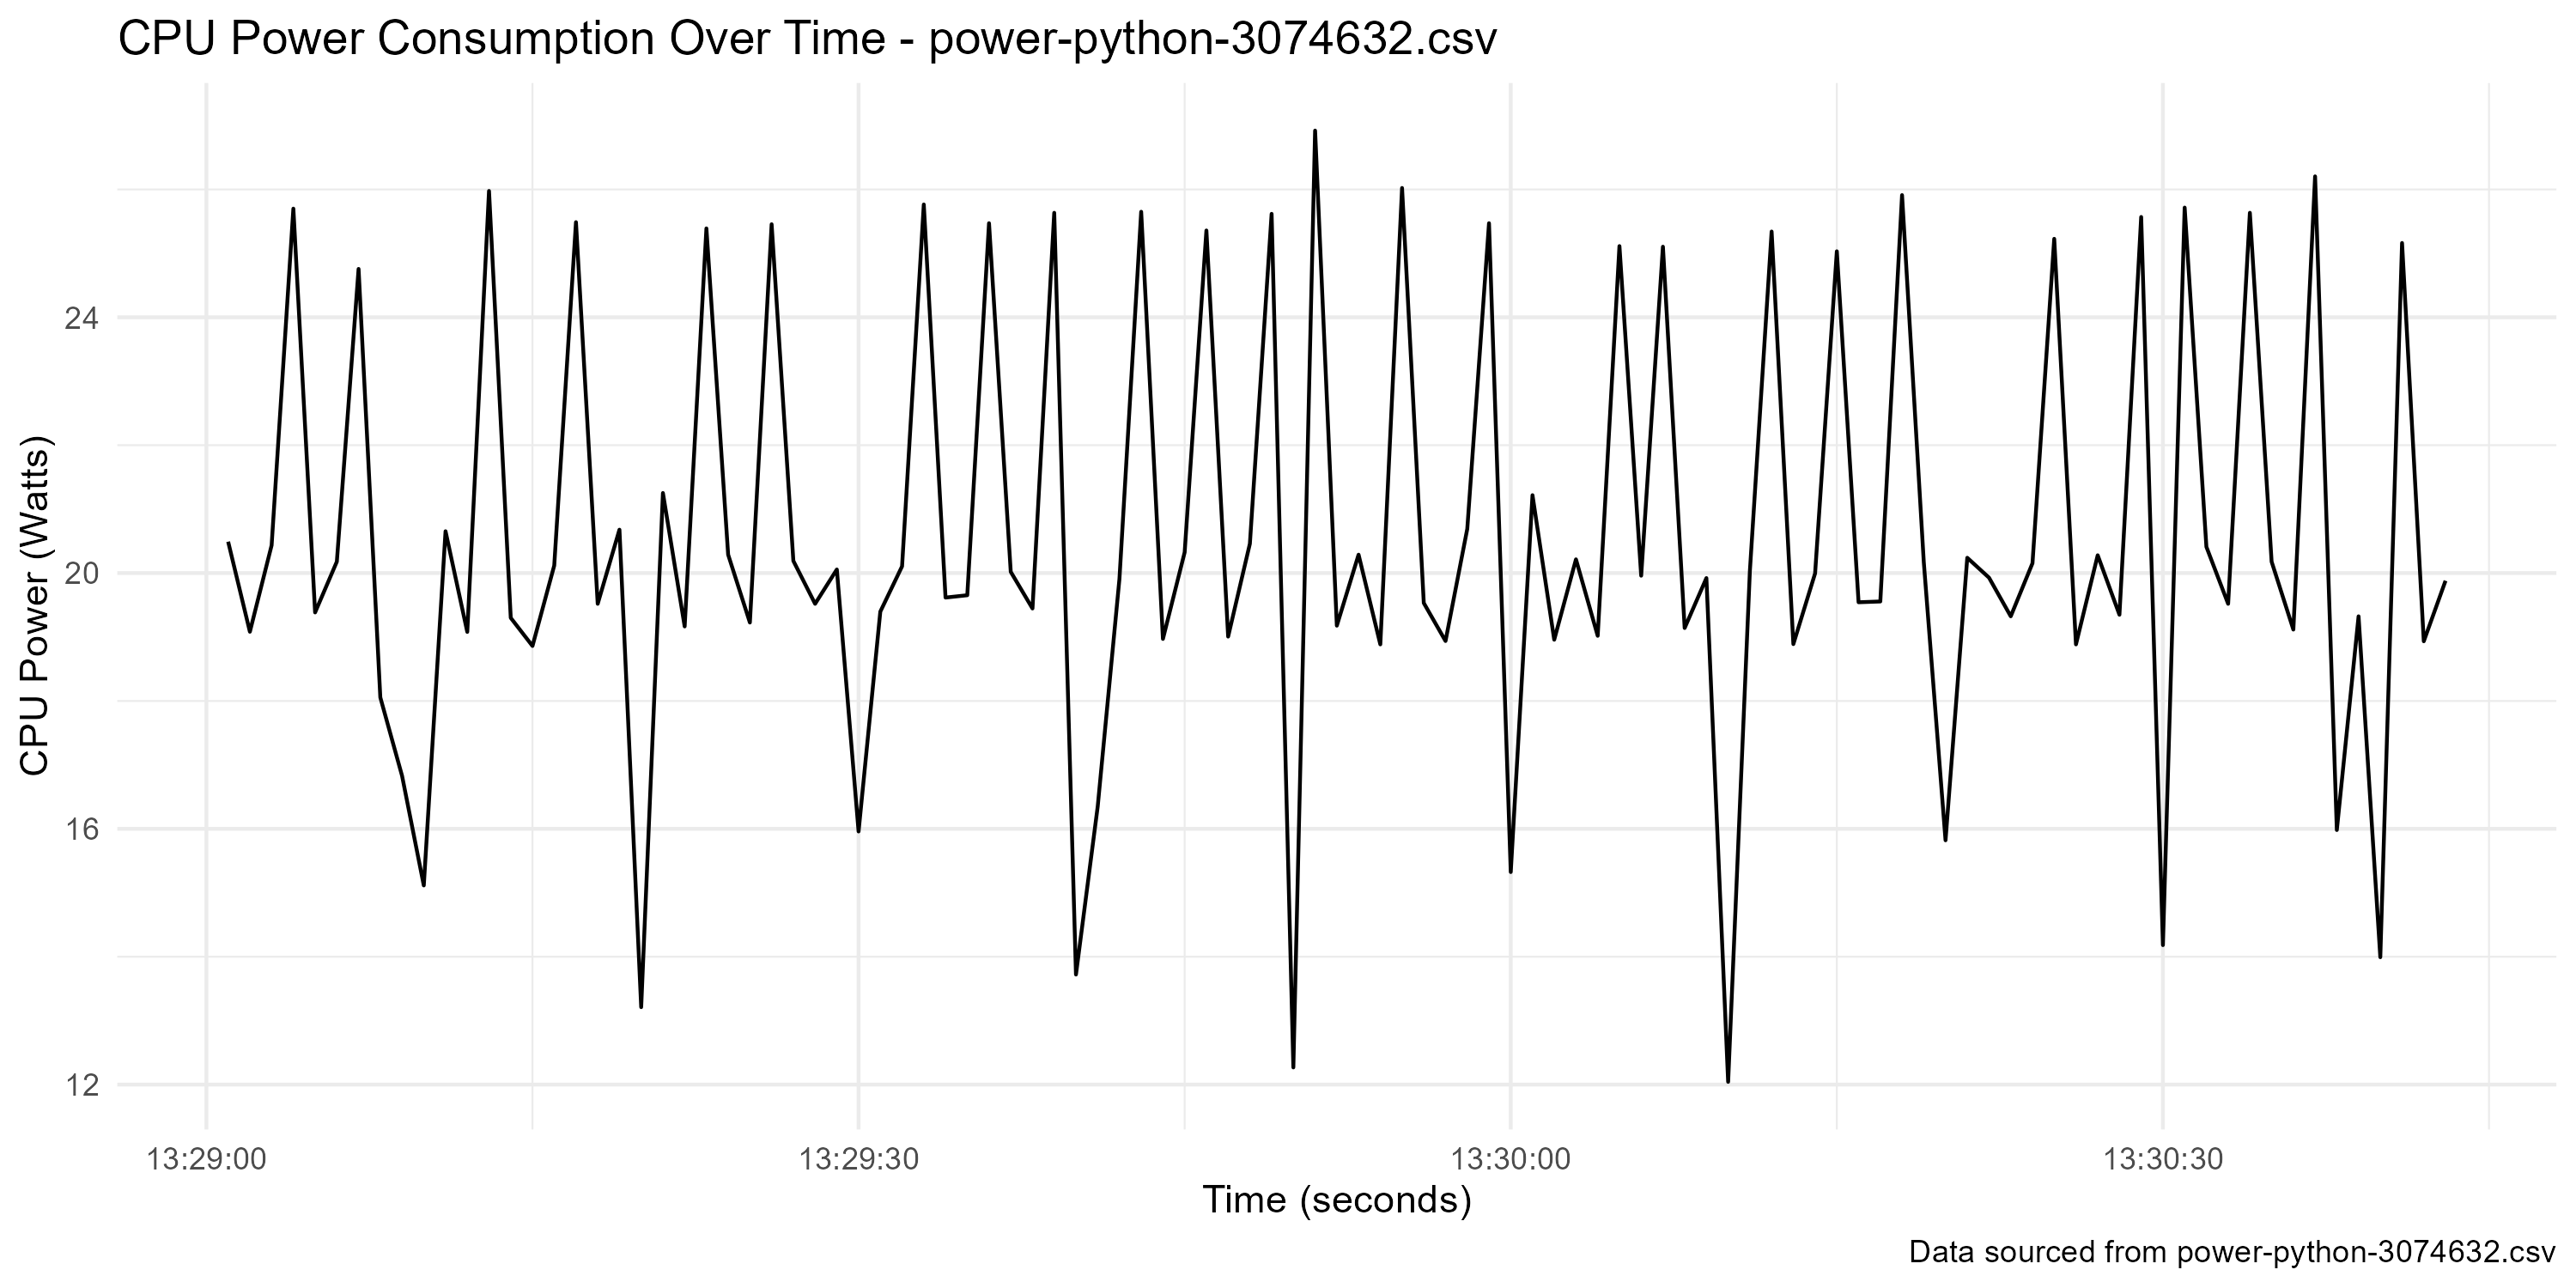 CPU Power Consumption Over Time - power-python-3074632.csv
CPU Power (Watts)
24
20
16
12
13:29:00
13:29:30
13:30:00
13:30:30
Time (seconds)
Data sourced from power-python-3074632.csv